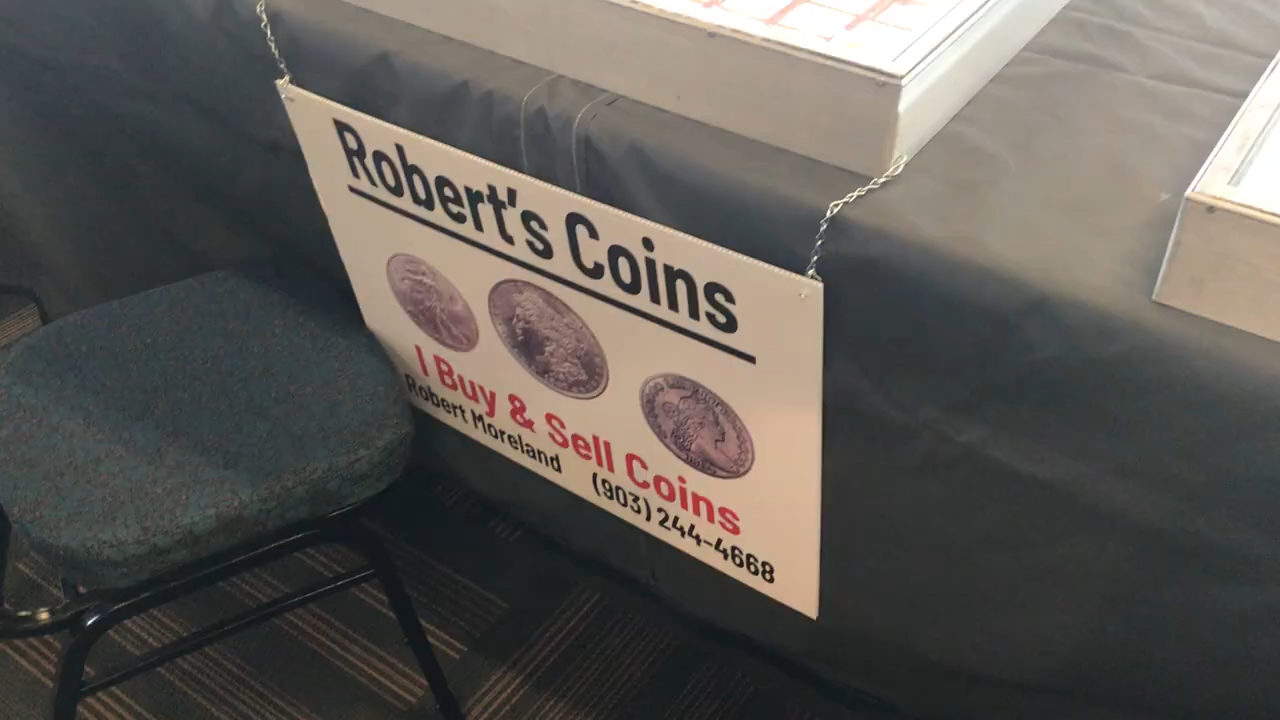 Robert's Coins
I Buy & Sell Coins
Robert Moreland (903) 244-4668